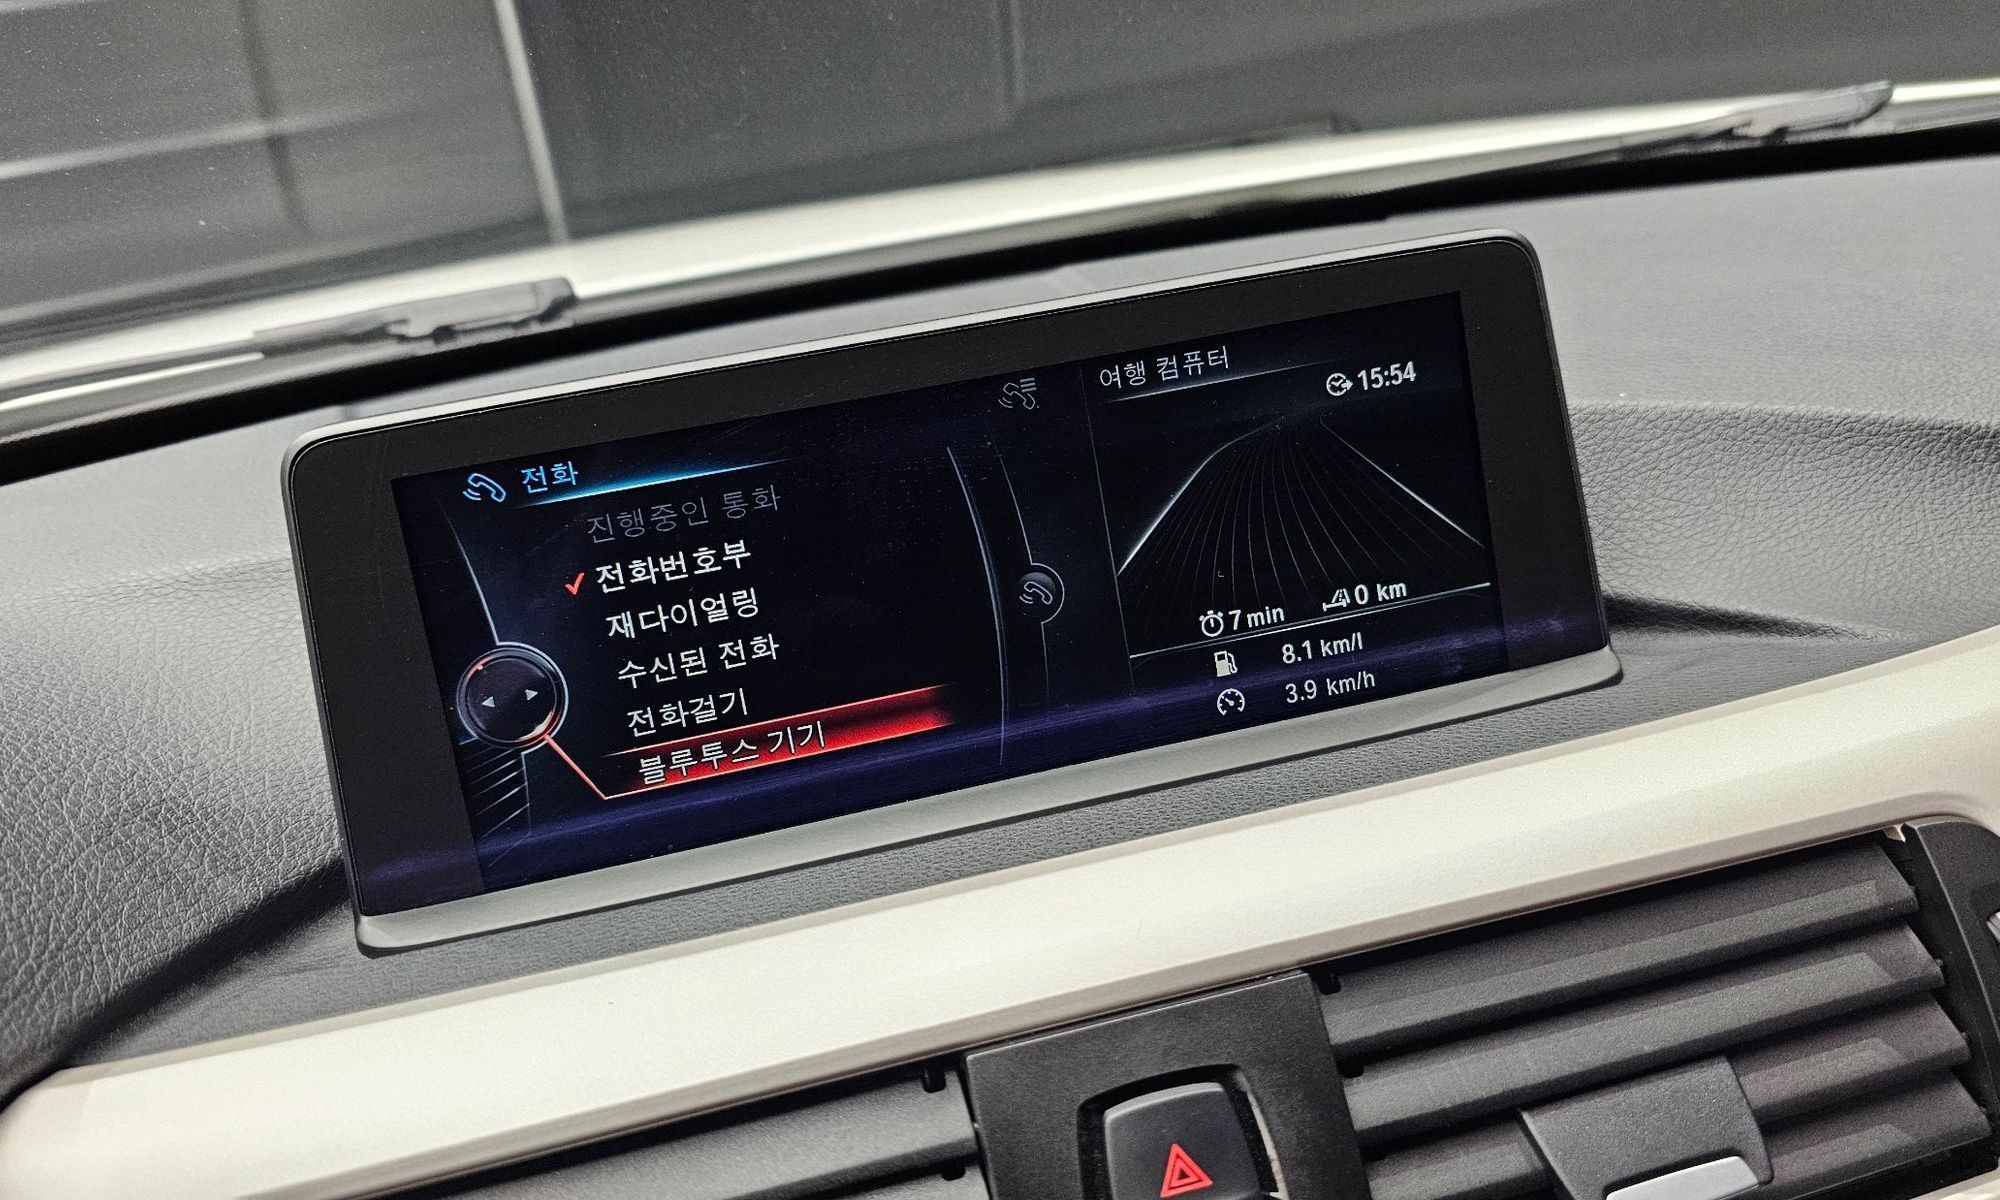 전화
진행중인 통화
✓ 전화번호부
재다이얼링
수신된 전화
전화걸기
블루투스 기기
여행 컴퓨터
15:54
7 min
0 km
8.1 km/l
3.9 km/h